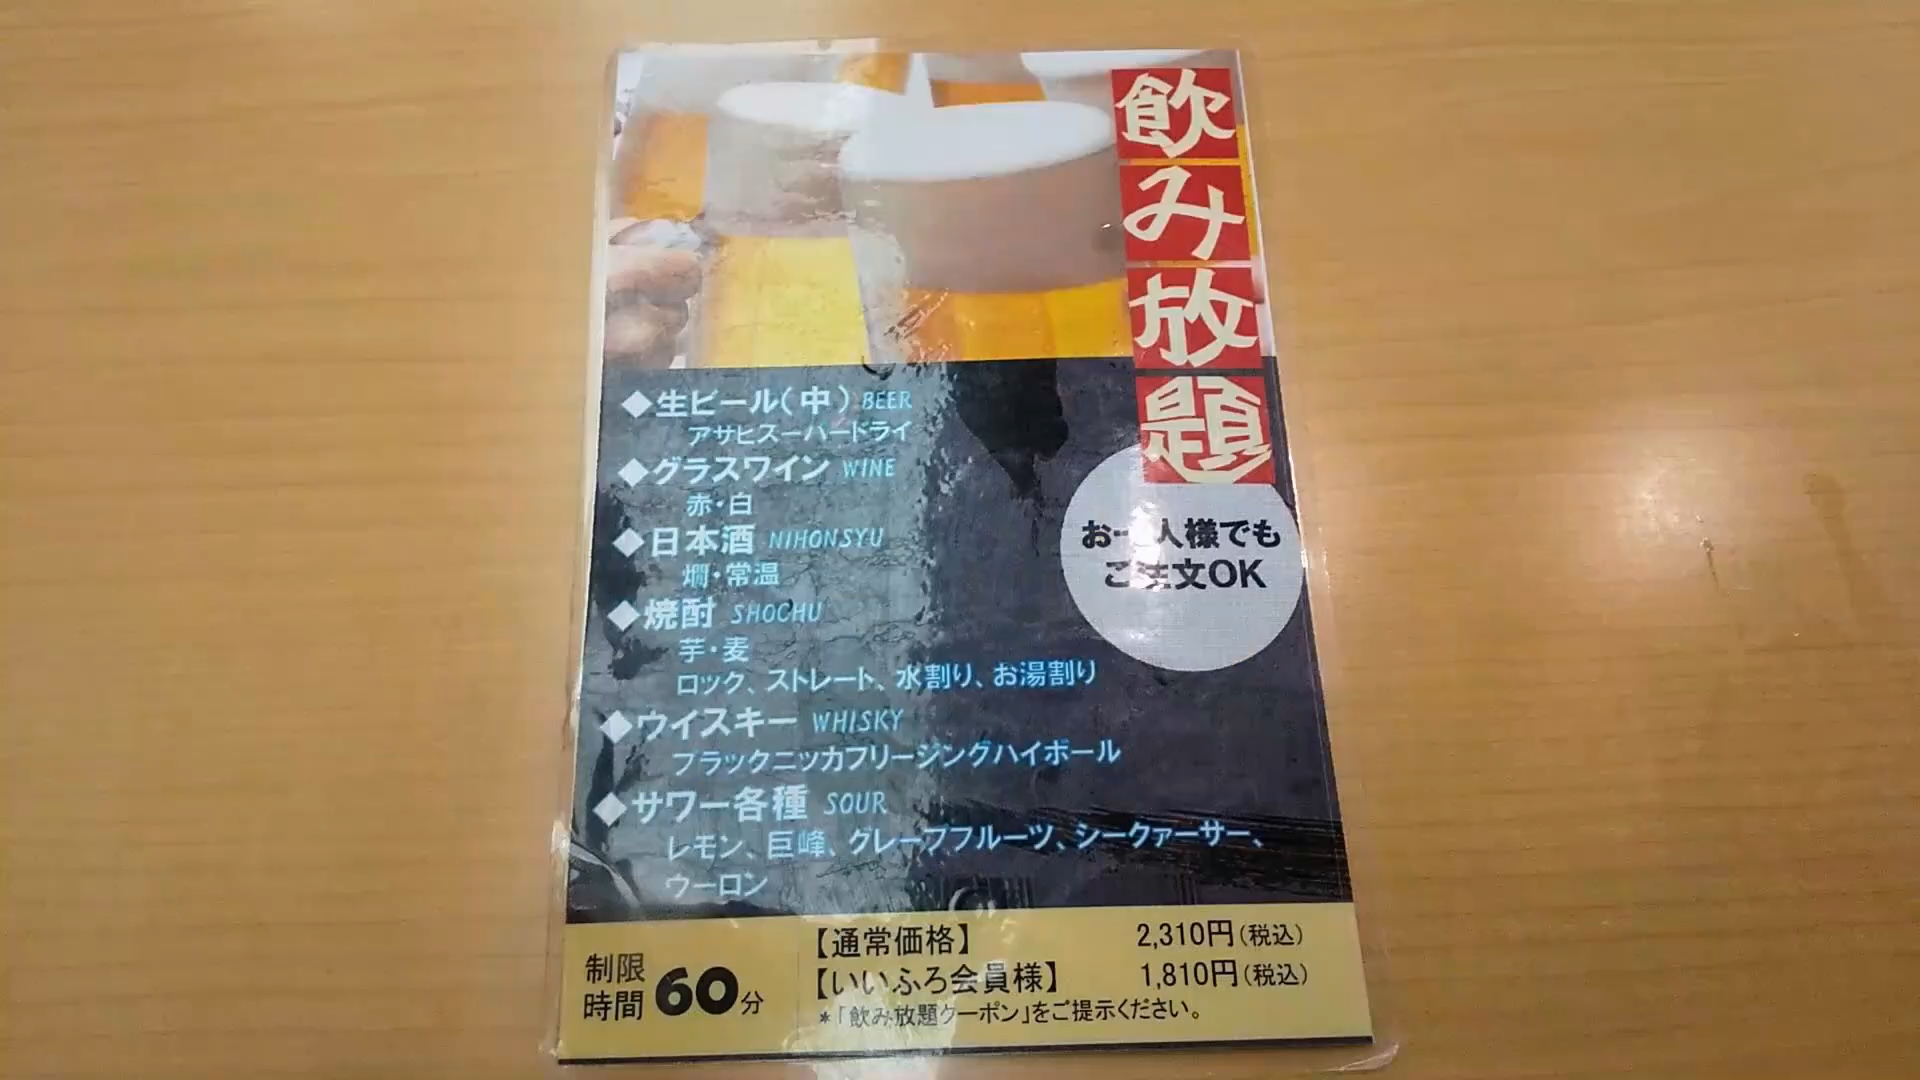 飲み放題
◆生ビール(中) BEER
アサヒスーパードライ
◆グラスワイン WINE
赤・白
◆日本酒 NIHONSYU
燗・常温
◆焼酎 SHOCHU
芋・麦
ロック、ストレート、水割り、お湯割り
◆ウイスキー WHISKY
ブラックニッカフリージングハイボール
◆サワー各種 SOUR
レモン、巨峰、グレープフルーツ、シークァーサー、
ウーロン
お一人様でも
ご注文OK
制限
時間 60分
【通常価格】 2,310円(税込)
【いいふろ会員様】 1,810円(税込)
*「飲み放題クーポン」をご提示ください。